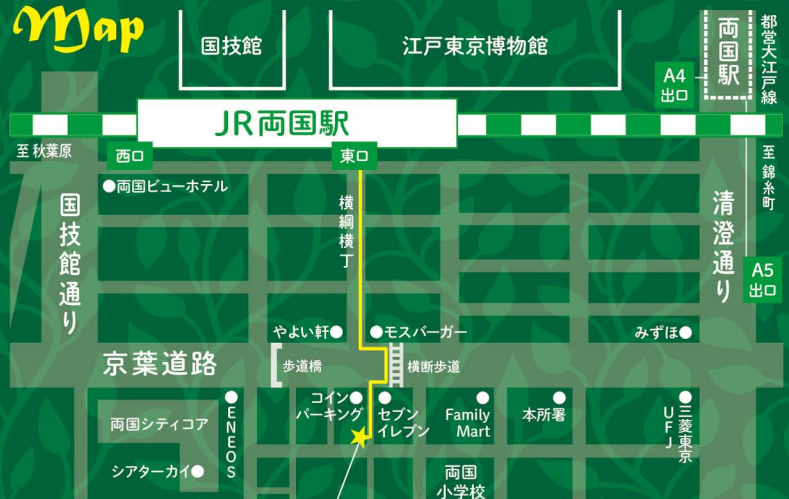 Map
国技館
江戸東京博物館
両国駅
都営大江戸線
A4
出口
JR両国駅
至 秋葉原
西口
東口
至 錦糸町
両国ビューホテル
国技館通り
横綱横丁
清澄通り
A5
出口
やよい軒
モスバーガー
みずほ
京葉道路
歩道橋
横断歩道
両国シティコア
ENEOS
コイン
パーキング
セブン
イレブン
Family
Mart
本所署
三菱東京
UFJ
シアターカイ
両国
小学校